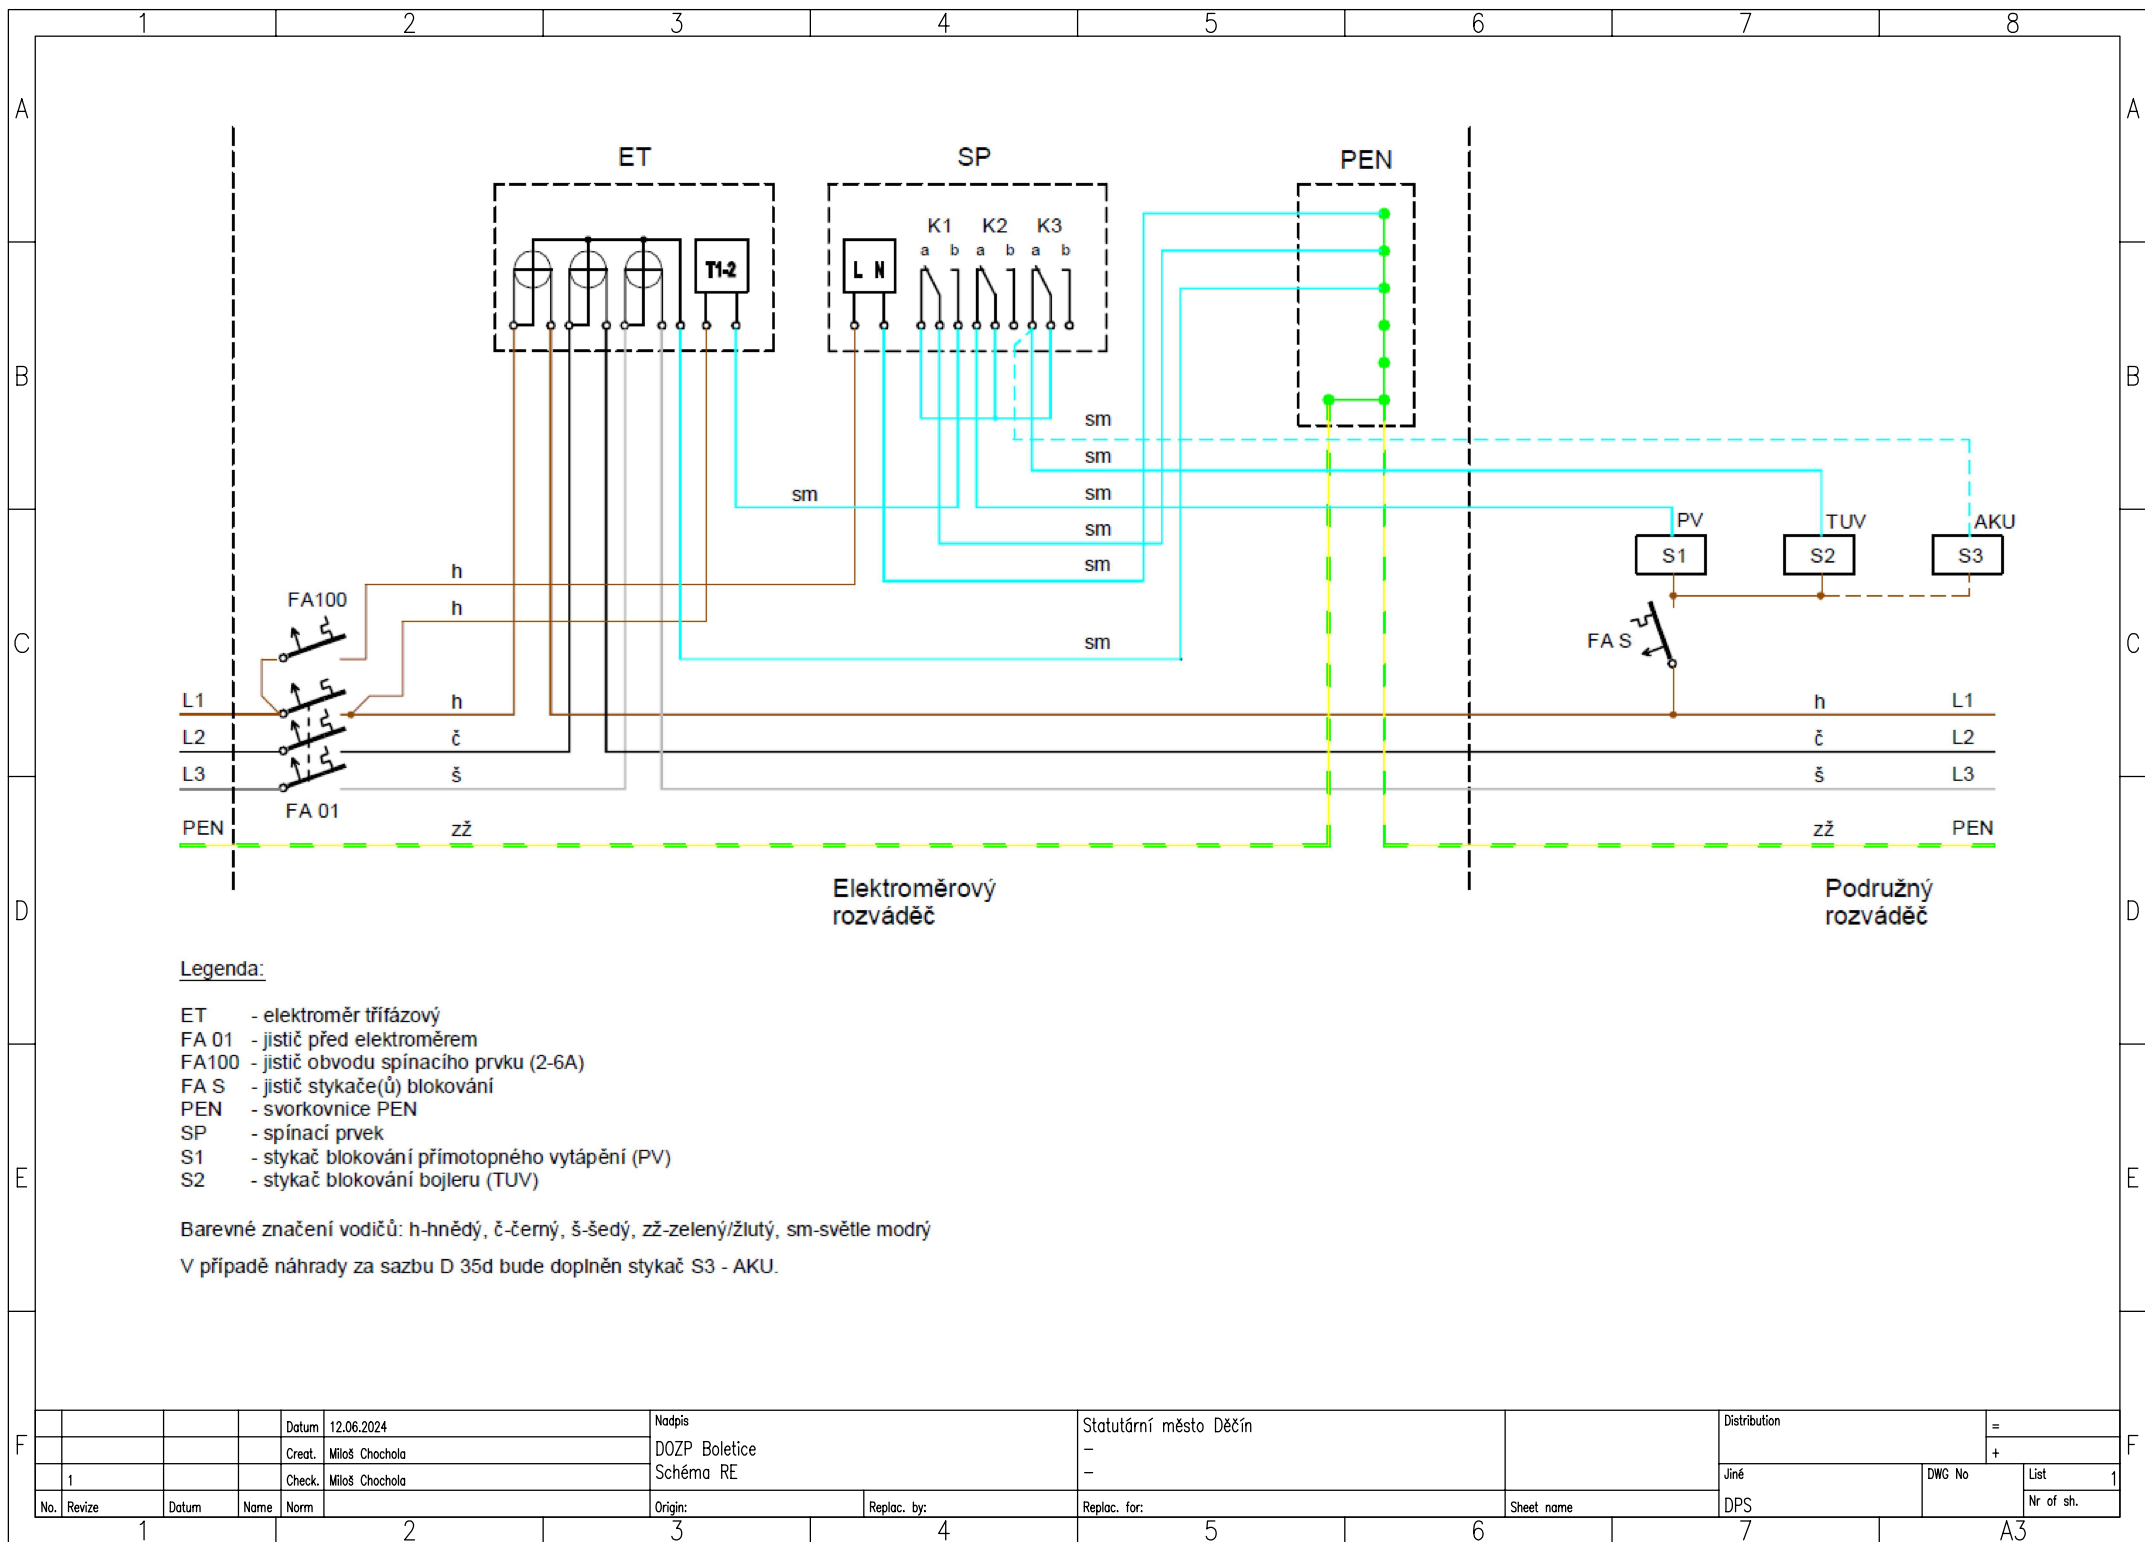 1 2 3 4 5 6 7 8
A A
ET SP PEN
K1 K2 K3
a b a b a b
T1-2 L N
B B
sm
sm
sm sm
sm
sm
PV TUV AKU
S1 S2 S3
h
FA100 h
C C
FA S
sm
L1 h h L1
L2 č č L2
L3 š š L3
FA 01
PEN zž zž PEN
Elektroměrový
rozváděč
Podružný
rozváděč
D D
Legenda:
ET - elektroměr třífázový
FA 01 - jistič před elektroměrem
FA100 - jistič obvodu spínacího prvku (2-6A)
FA S - jistič stykače(ů) blokování
PEN - svorkovnice PEN
SP - spínací prvek
S1 - stykač blokování přímotopného vytápění (PV)
S2 - stykač blokování bojleru (TUV)
E E
Barevné značení vodičů: h-hnědý, č-černý, š-šedý, zž-zelený/žlutý, sm-světle modrý
V případě náhrady za sazbu D 35d bude doplněn stykač S3 - AKU.
F F
Datum 12.06.2024 Nadpis Statutární město Děčín Distribution =
Creat. Miloš Chochola DOZP Boletice - +
1 Check. Miloš Chochola Schéma RE - Jiné DWG No List 1
No. Revize Datum Name Norm Origin: Replac. by: Replac. for: Sheet name DPS Nr of sh.
1 2 3 4 5 6 7 A3